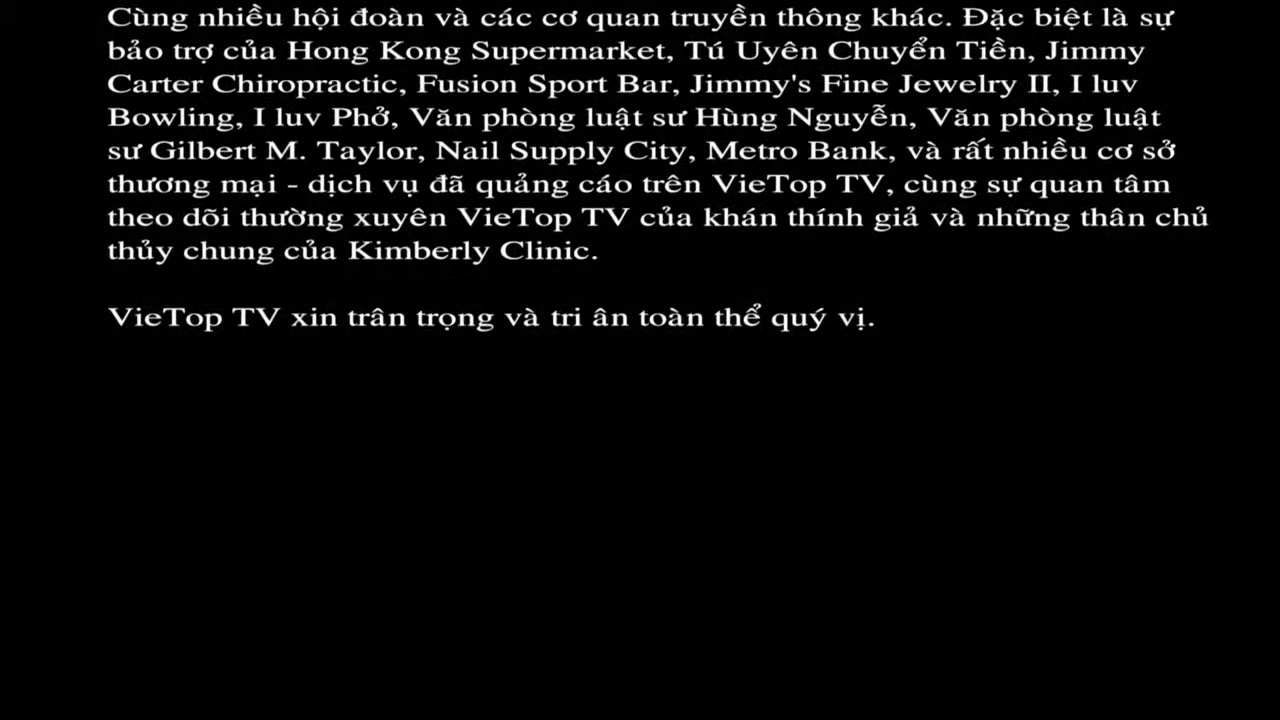 Cùng nhiều hội đoàn và các cơ quan truyền thông khác. Đặc biệt là sự
bảo trợ của Hong Kong Supermarket, Tú Uyên Chuyển Tiền, Jimmy
Carter Chiropractic, Fusion Sport Bar, Jimmy's Fine Jewelry II, I luv
Bowling, I luv Phở, Văn phòng luật sư Hùng Nguyễn, Văn phòng luật
sư Gilbert M. Taylor, Nail Supply City, Metro Bank, và rất nhiều cơ sở
thương mại - dịch vụ đã quảng cáo trên VieTop TV, cùng sự quan tâm
theo dõi thường xuyên VieTop TV của khán thính giả và những thân chủ
thủy chung của Kimberly Clinic.
VieTop TV xin trân trọng và tri ân toàn thể quý vị.